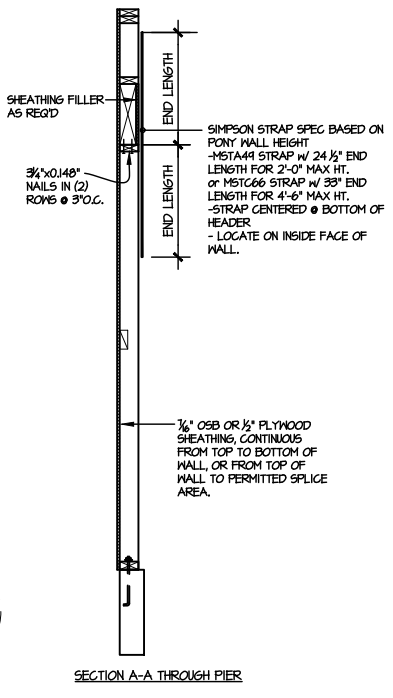 END LENGTH
SHEATHING FILLER
AS REQ'D
SIMPSON STRAP SPEC BASED ON
PONY WALL HEIGHT
-MSTA49 STRAP w/ 24 ½" END
LENGTH FOR 2'-0" MAX HT.
or MSTC66 STRAP w/ 33" END
LENGTH FOR 4'-6" MAX HT.
-STRAP CENTERED @ BOTTOM OF
HEADER
- LOCATE ON INSIDE FACE OF
WALL.
3¼"x0.148"
NAILS IN (2)
ROWS @ 3"O.C.
END LENGTH
7/16" OSB OR ½" PLYWOOD
SHEATHING, CONTINUOUS
FROM TOP TO BOTTOM OF
WALL, OR FROM TOP OF
WALL TO PERMITTED SPLICE
AREA.
SECTION A-A THROUGH PIER